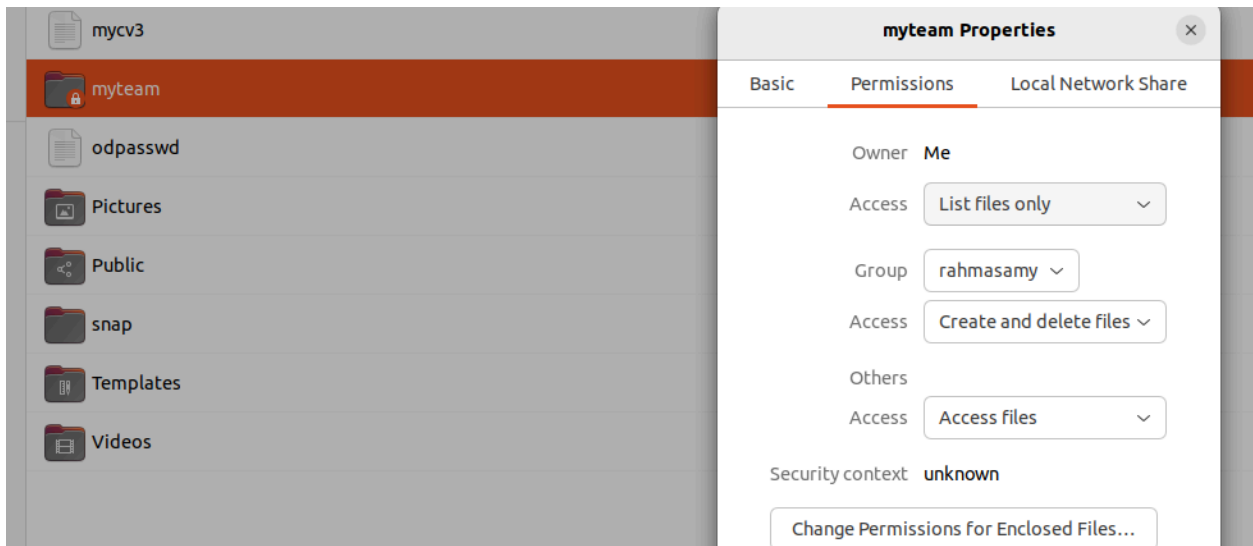 mycv3
myteam
odpasswd
Pictures
Public
snap
Templates
Videos
myteam Properties
Basic Permissions Local Network Share
Owner Me
Access List files only
Group rahmasamy
Access Create and delete files
Others
Access Access files
Security context unknown
Change Permissions for Enclosed Files…